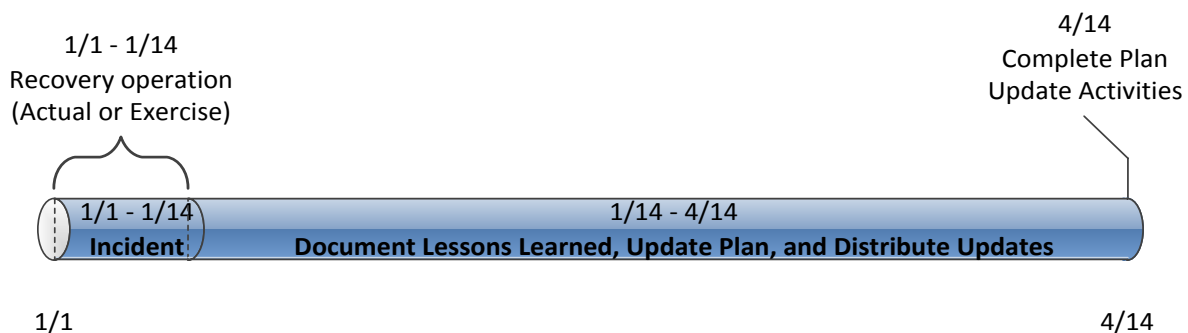 1/1 - 1/14
Recovery operation
(Actual or Exercise)
4/14
Complete Plan
Update Activities
1/1 - 1/14
Incident
1/14 - 4/14
Document Lessons Learned, Update Plan, and Distribute Updates
1/1
4/14